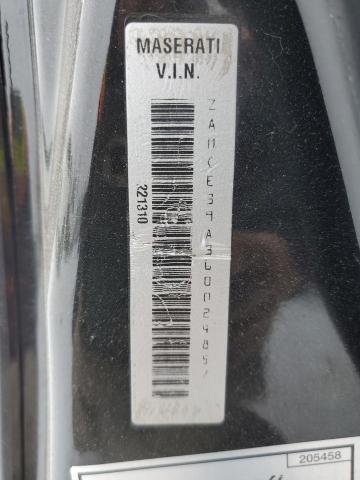 MASERATI
V.I.N.
ZAMCE39A360024857
221310
205458